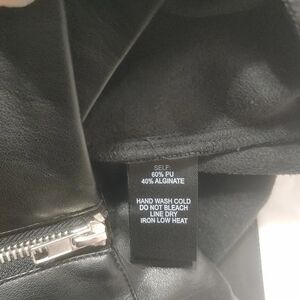 SELF:
60% PU
40% ALGINATE
HAND WASH COLD
DO NOT BLEACH
LINE DRY
IRON LOW HEAT